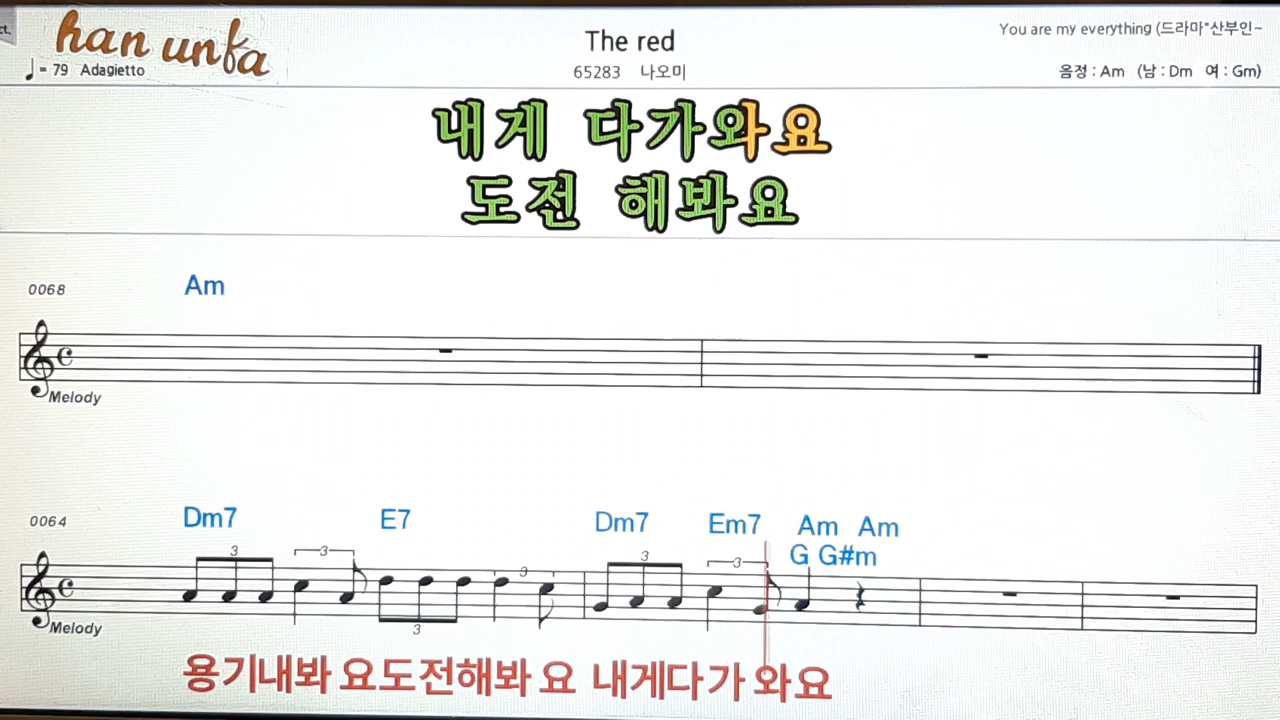 ct.
han unfa
♩= 79 Adagietto
The red
65283 나오미
You are my everything (드라마"산부인~
음정 : Am (남 : Dm 여 : Gm)
내게 다가와요
도전 해봐요
0068
Am
Melody
0064
Dm7 E7 Dm7 Em7 Am Am
G G#m
3 3 3 3 3 3
Melody
용기내봐 요도전해봐 요 내게다가 와요